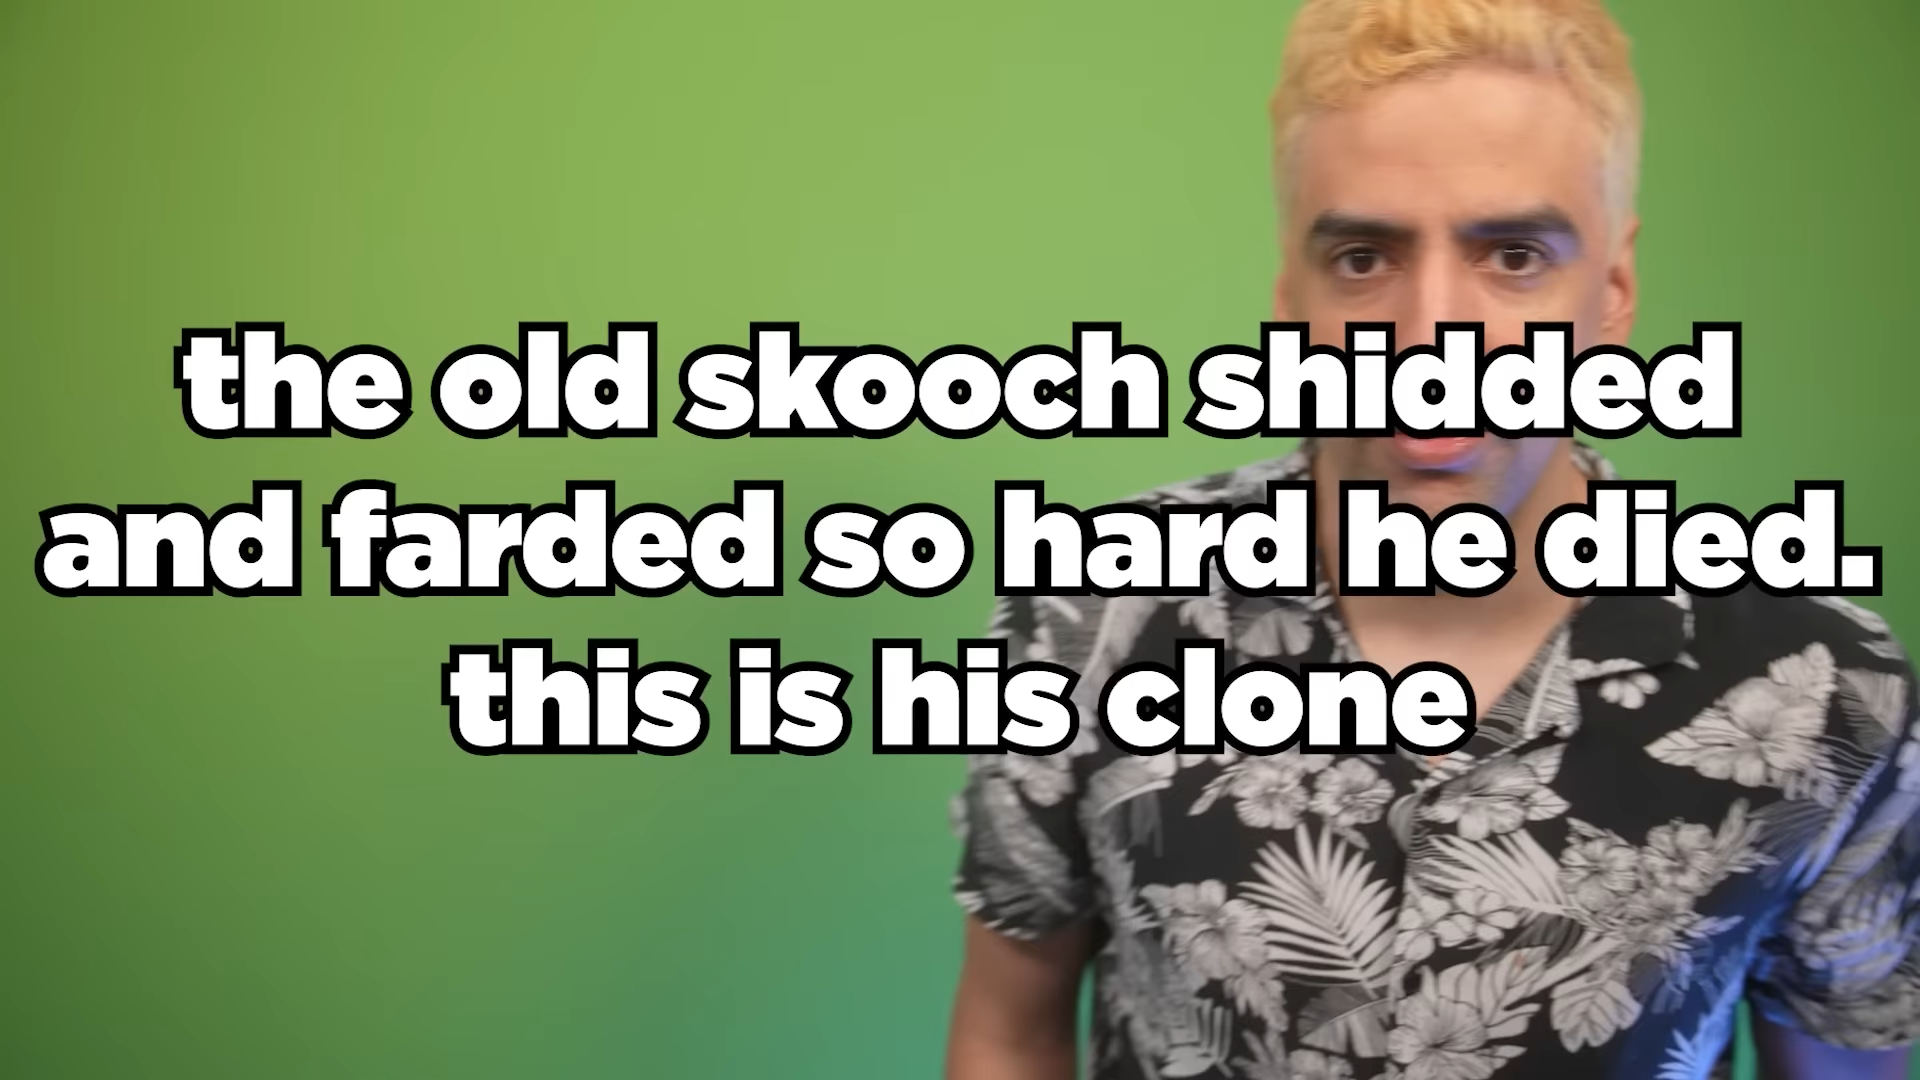 the old skooch shidded
and farded so hard he died.
this is his clone